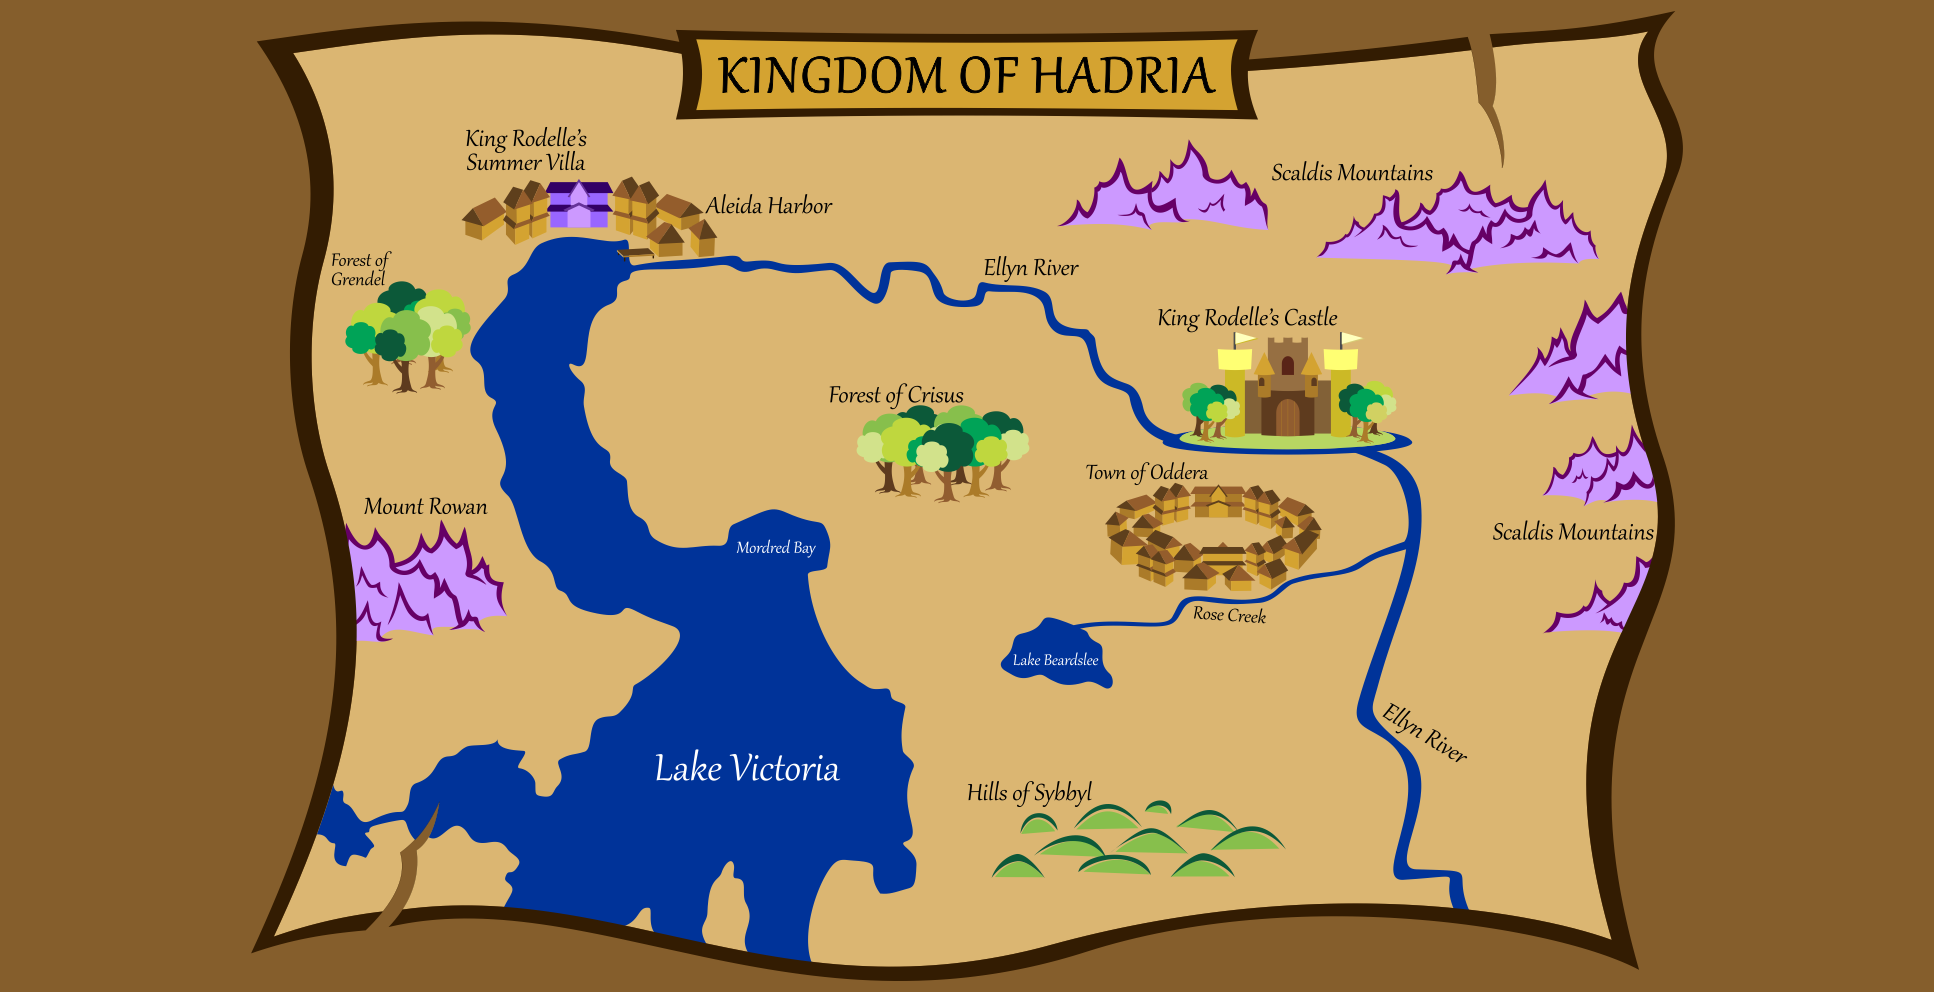 KINGDOM OF HADRIA
King Rodelle's
Summer Villa
Scaldis Mountains
Aleida Harbor
Forest of
Grendel
Ellyn River
King Rodelle's Castle
Forest of Crisus
Town of Oddera
Mount Rowan
Scaldis Mountains
Mordred Bay
Rose Creek
Lake Beardslee
Ellyn River
Lake Victoria
Hills of Sybbyl